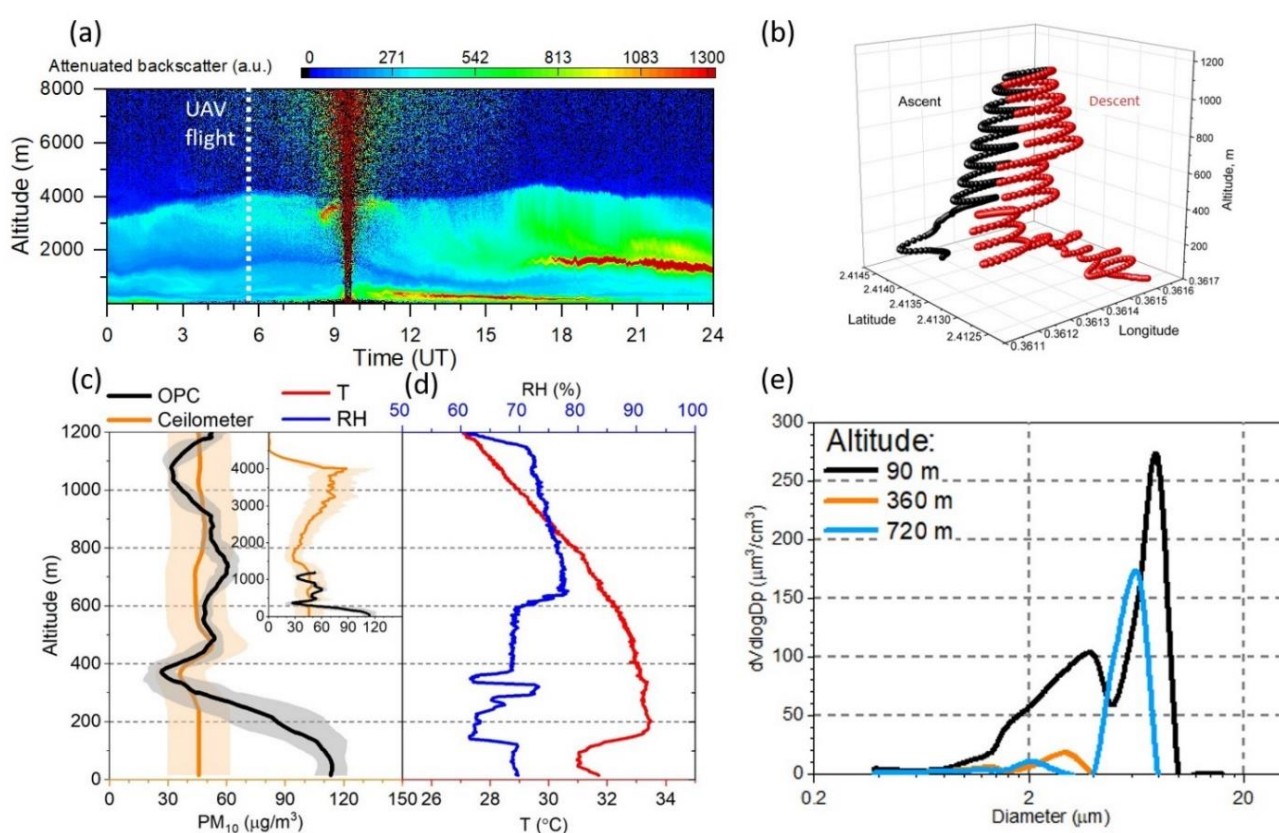 (a)
Attenuated backscatter (a.u.)
0 271 542 813 1083 1300
8000
6000
4000
2000
Altitude (m)
UAV
flight
0 3 6 9 12 15 18 21 24
Time (UT)
(b)
Ascent
Descent
1200
1000
800
600
400
200
Altitude, m
2.4145
2.4140
2.4135
2.4130
2.4125
Latitude
0.3611
0.3612
0.3613
0.3614
0.3615
0.3616
0.3617
Longitude
(c)
OPC
Ceilometer
1200
1000
800
600
400
200
0
Altitude (m)
4000
3000
2000
1000
0
0 30 60 90 120
0 30 60 90 120 150
PM10 (µg/m³)
(d)
T
RH
RH (%)
50 60 70 80 90 100
26 28 30 32 34 36
T (°C)
(e)
300
250
200
150
100
50
0
dVdlogDp (µm³/cm³)
Altitude:
90 m
360 m
720 m
0.2 2 20
Diameter (µm)